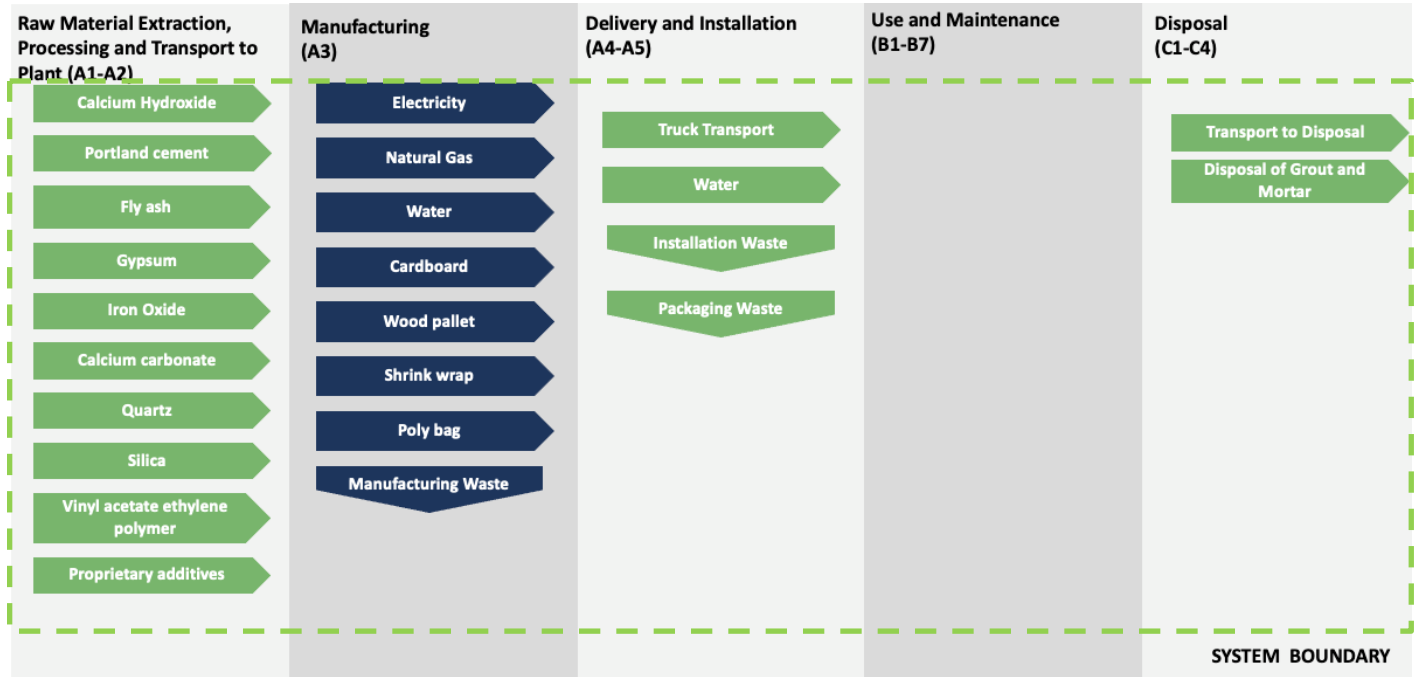 Raw Material Extraction,
Processing and Transport to
Plant (A1-A2)
Calcium Hydroxide
Portland cement
Fly ash
Gypsum
Iron Oxide
Calcium carbonate
Quartz
Silica
Vinyl acetate ethylene
polymer
Proprietary additives
Manufacturing
(A3)
Electricity
Natural Gas
Water
Cardboard
Wood pallet
Shrink wrap
Poly bag
Manufacturing Waste
Delivery and Installation
(A4-A5)
Truck Transport
Water
Installation Waste
Packaging Waste
Use and Maintenance
(B1-B7)
Disposal
(C1-C4)
Transport to Disposal
Disposal of Grout and
Mortar
SYSTEM BOUNDARY